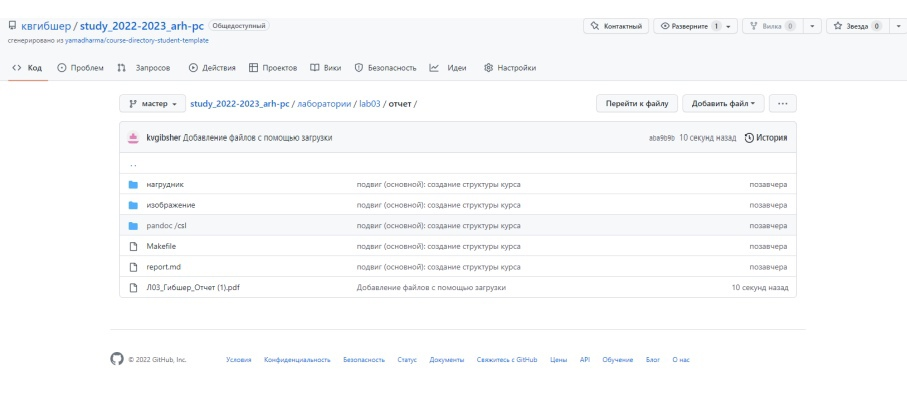 квгибшер / study_2022-2023_arh-pc Общедоступный Контактный Разверните 1 Вилка 0 Звезда 0
сгенерировано из yamadharma/course-directory-student-template
<> Код Проблем Запросов Действия Проектов Вики Безопасность Идеи Настройки
мастер study_2022-2023_arh-pc / лаборатории / lab03 / отчет / Перейти к файлу Добавить файл ...
kvgibsher Добавление файлов с помощью загрузки aba9b9b 10 секунд назад История
..
нагрудник подвиг (основной): создание структуры курса позавчера
изображение подвиг (основной): создание структуры курса позавчера
pandoc /csl подвиг (основной): создание структуры курса позавчера
Makefile подвиг (основной): создание структуры курса позавчера
report.md подвиг (основной): создание структуры курса позавчера
Л03_Гибшер_Отчет (1).pdf Добавление файлов с помощью загрузки 10 секунд назад
© 2022 GitHub, Inc. Условия Конфиденциальность Безопасность Статус Документы Свяжитесь с GitHub Цены API Обучение Блог О нас